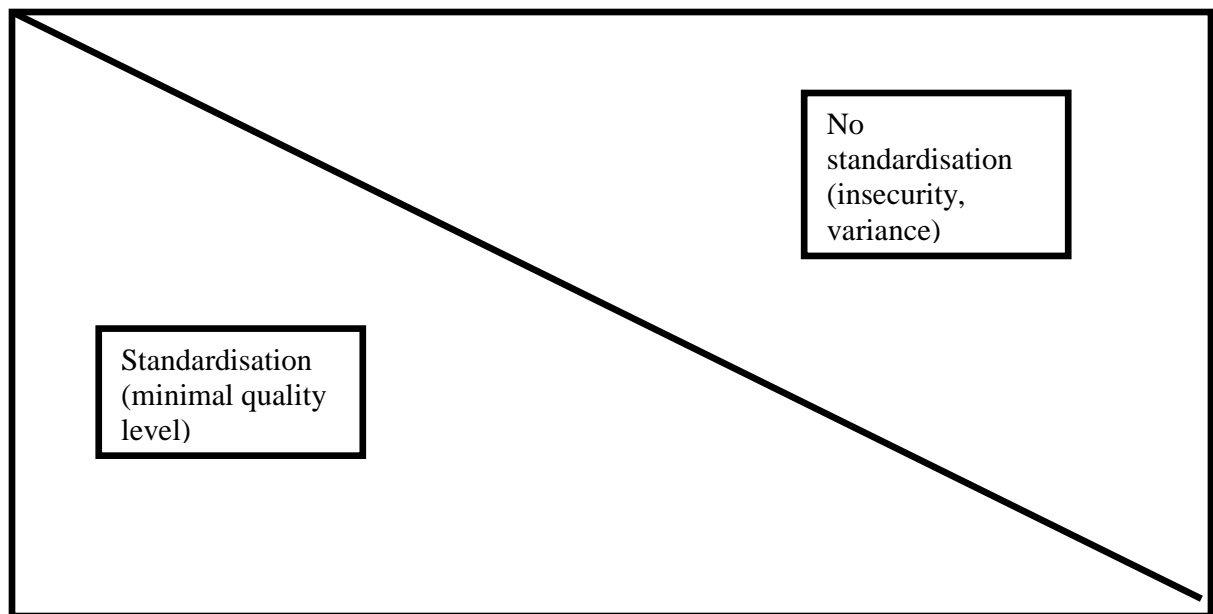 No
standardisation
(insecurity,
variance)
Standardisation
(minimal quality
level)